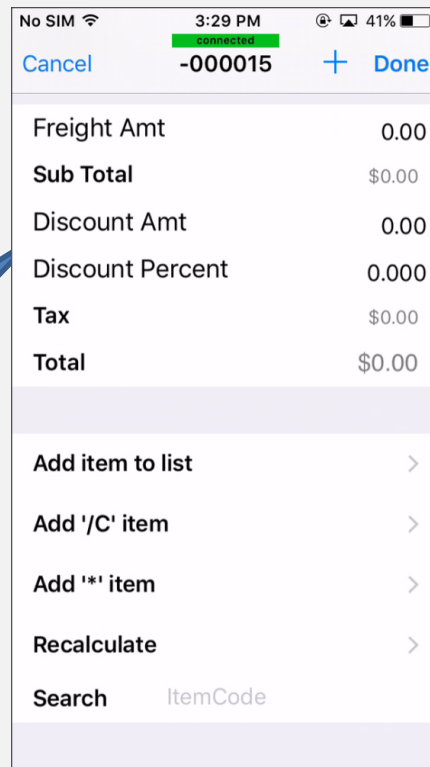 No SIM 3:29 PM 41%
connected
Cancel -000015 + Done
Freight Amt 0.00
Sub Total $0.00
Discount Amt 0.00
Discount Percent 0.000
Tax $0.00
Total $0.00
Add item to list
Add '/C' item
Add '*' item
Recalculate
Search ItemCode